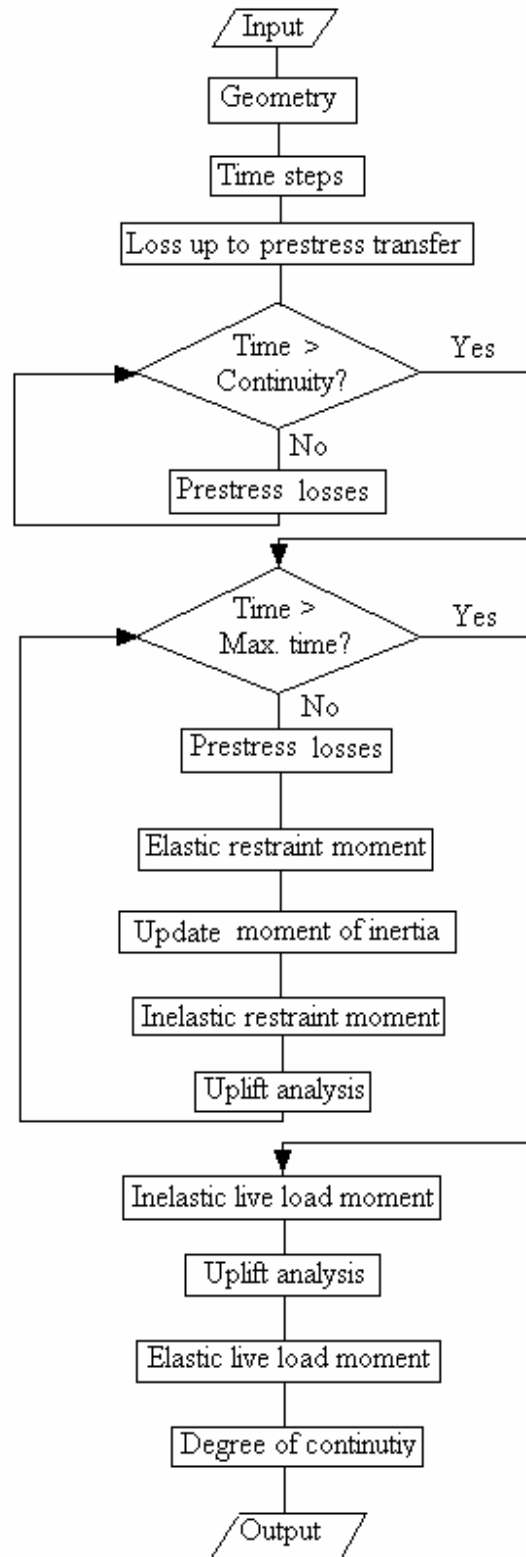 Input
Geometry
Time steps
Loss up to prestress transfer
Time >
Continuity?
Yes
No
Prestress losses
Time >
Max. time?
Yes
No
Prestress losses
Elastic restraint moment
Update moment of inertia
Inelastic restraint moment
Uplift analysis
Inelastic live load moment
Uplift analysis
Elastic live load moment
Degree of continutiy
Output